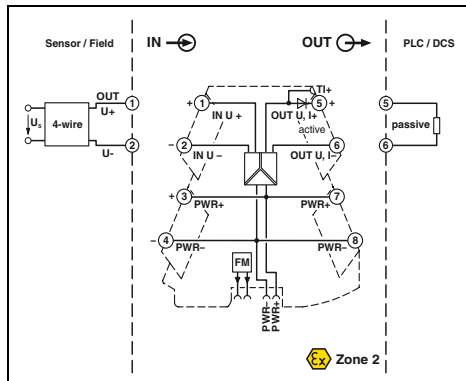 Sensor / Field
IN
OUT
PLC / DCS
OUT
U+
1
+ 1
IN U +
TI+
5 +
OUT U, I+
active
5
Us
4-wire
passive
U-
2
− 2
IN U −
6
OUT U, I−
6
+ 3
PWR+
7
PWR+
− 4
PWR−
8
PWR−
FM
PWR−
PWR+
Ex Zone 2